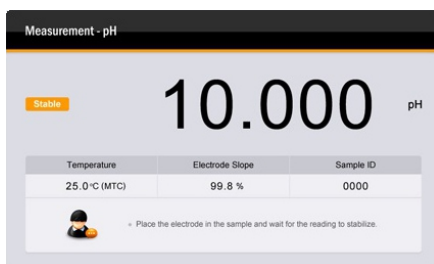 Measurement - pH
Stable
10.000 pH
Temperature Electrode Slope Sample ID
25.0 ºC (MTC) 99.8 % 0000
Place the electrode in the sample and wait for the reading to stabilize.